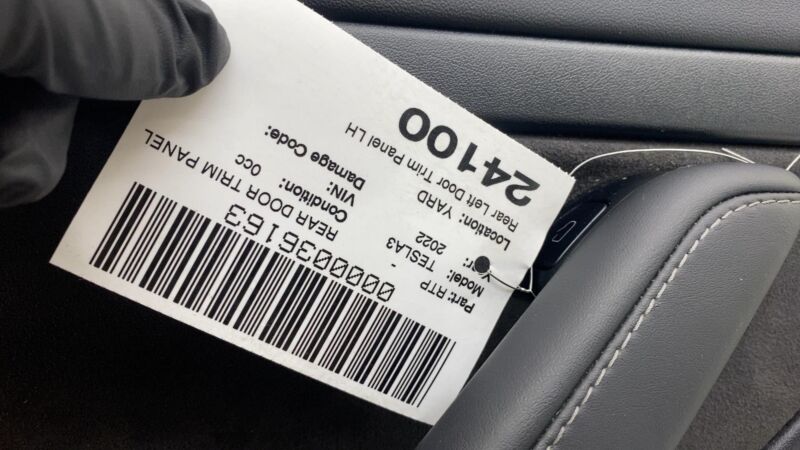 24100
Rear Left Door Trim Panel LH
Location: YARD
Part: RTP
Model: TESLA3
Year: 2022
-
Condition: 0cc
VIN:
Damage Code:
REAR DOOR TRIM PANEL
0000036163